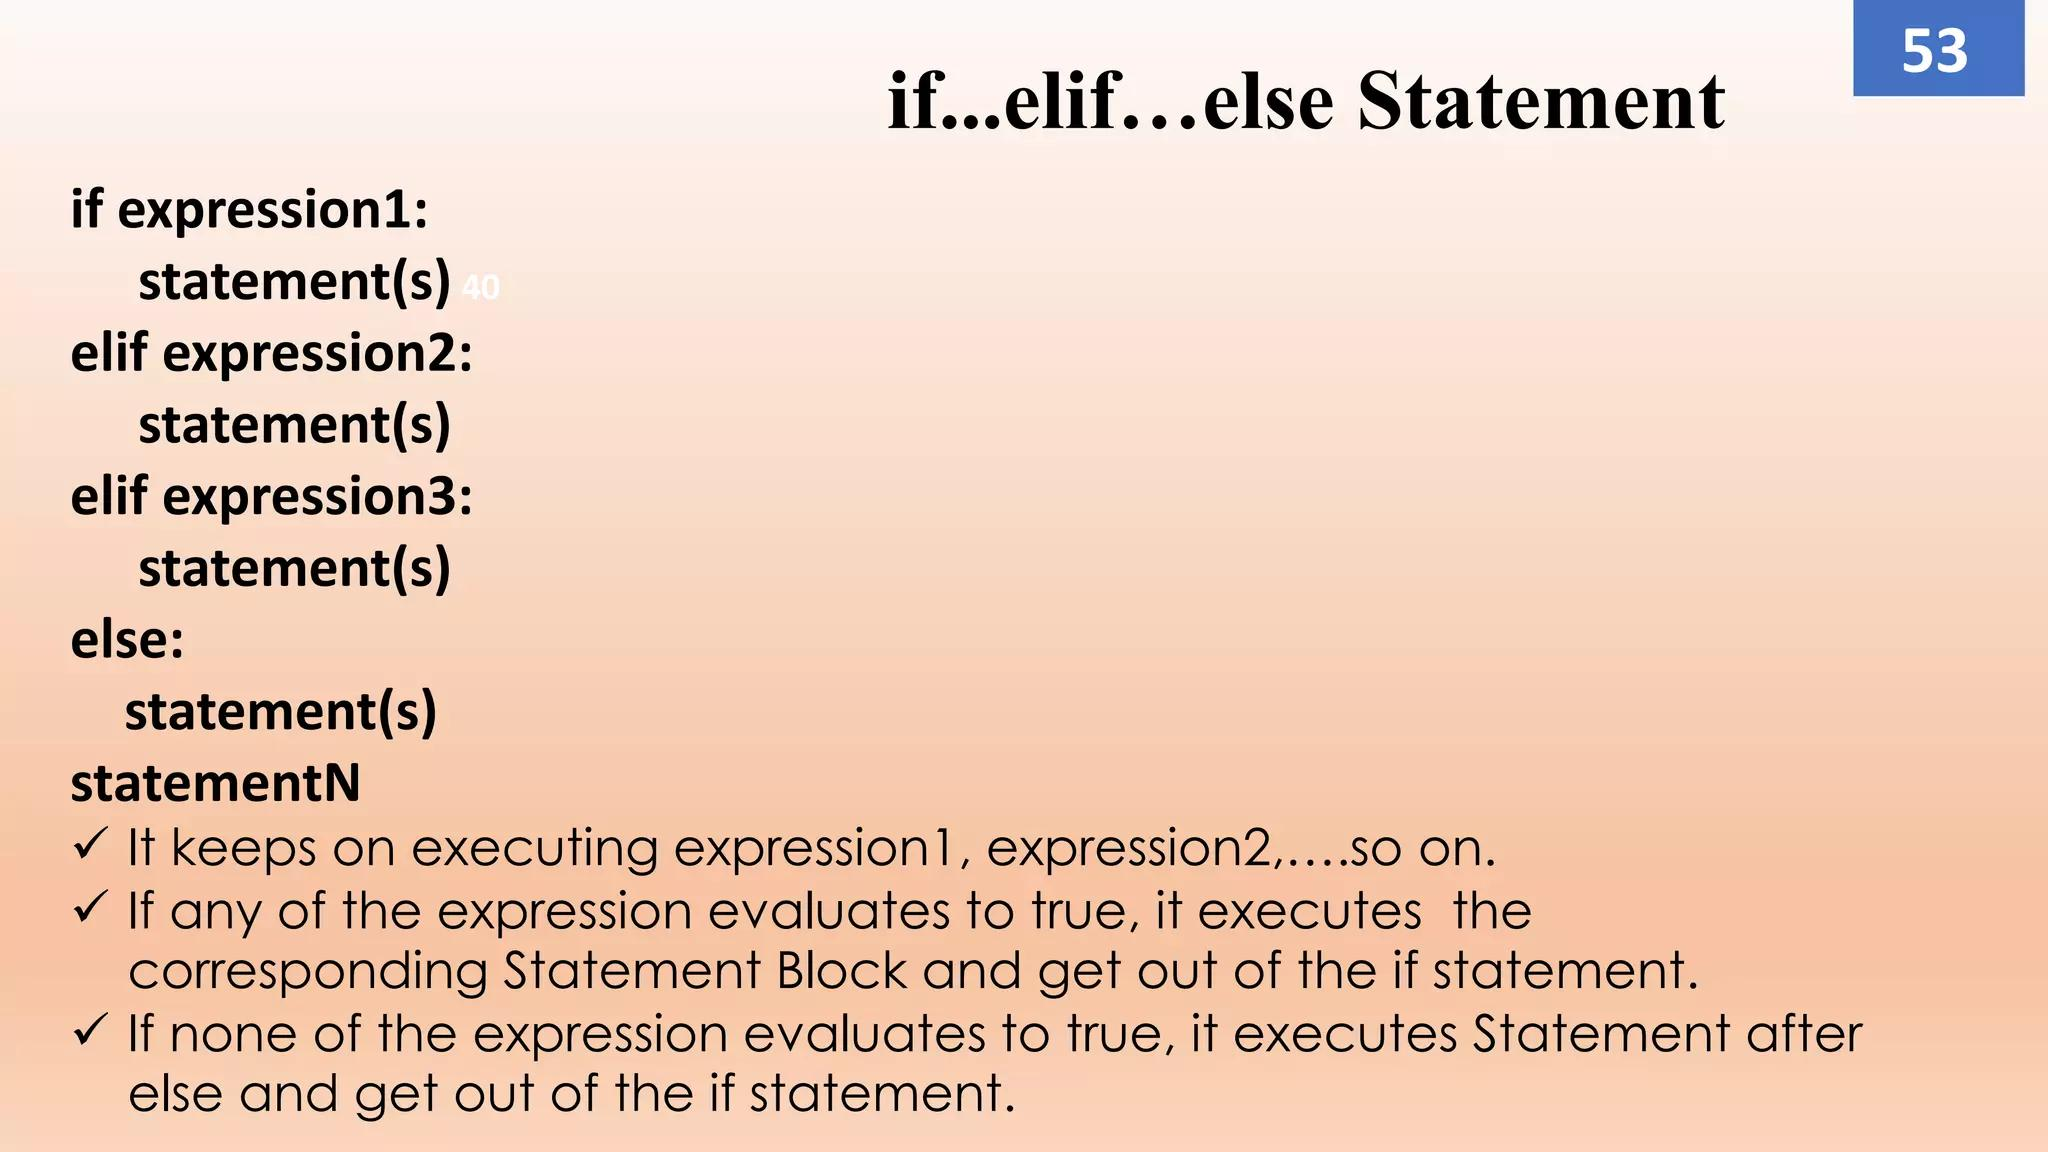 53
if...elif…else Statement
if expression1:
statement(s) 40
elif expression2:
statement(s)
elif expression3:
statement(s)
else:
statement(s)
statementN
✓ It keeps on executing expression1, expression2,….so on.
✓ If any of the expression evaluates to true, it executes  the
corresponding Statement Block and get out of the if statement.
✓ If none of the expression evaluates to true, it executes Statement after
else and get out of the if statement.